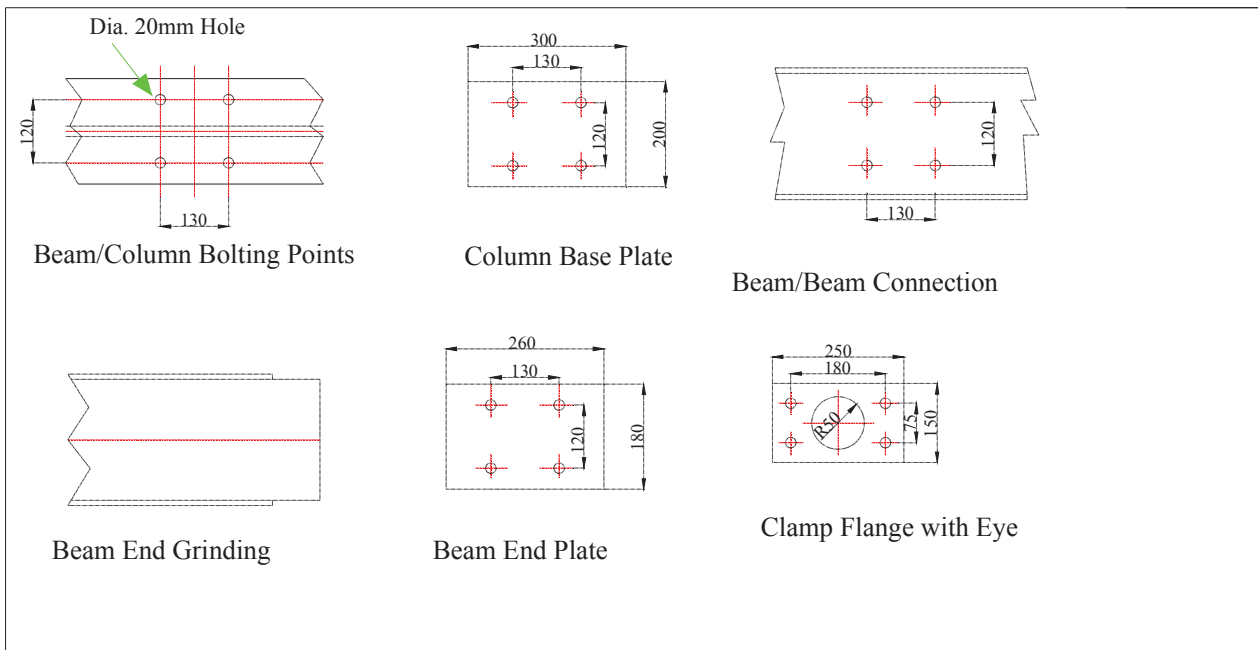 Dia. 20mm Hole
120
130
Beam/Column Bolting Points
300
130
120
200
Column Base Plate
120
130
Beam/Beam Connection
Beam End Grinding
260
130
120
180
Beam End Plate
250
180
R50
75
150
Clamp Flange with Eye